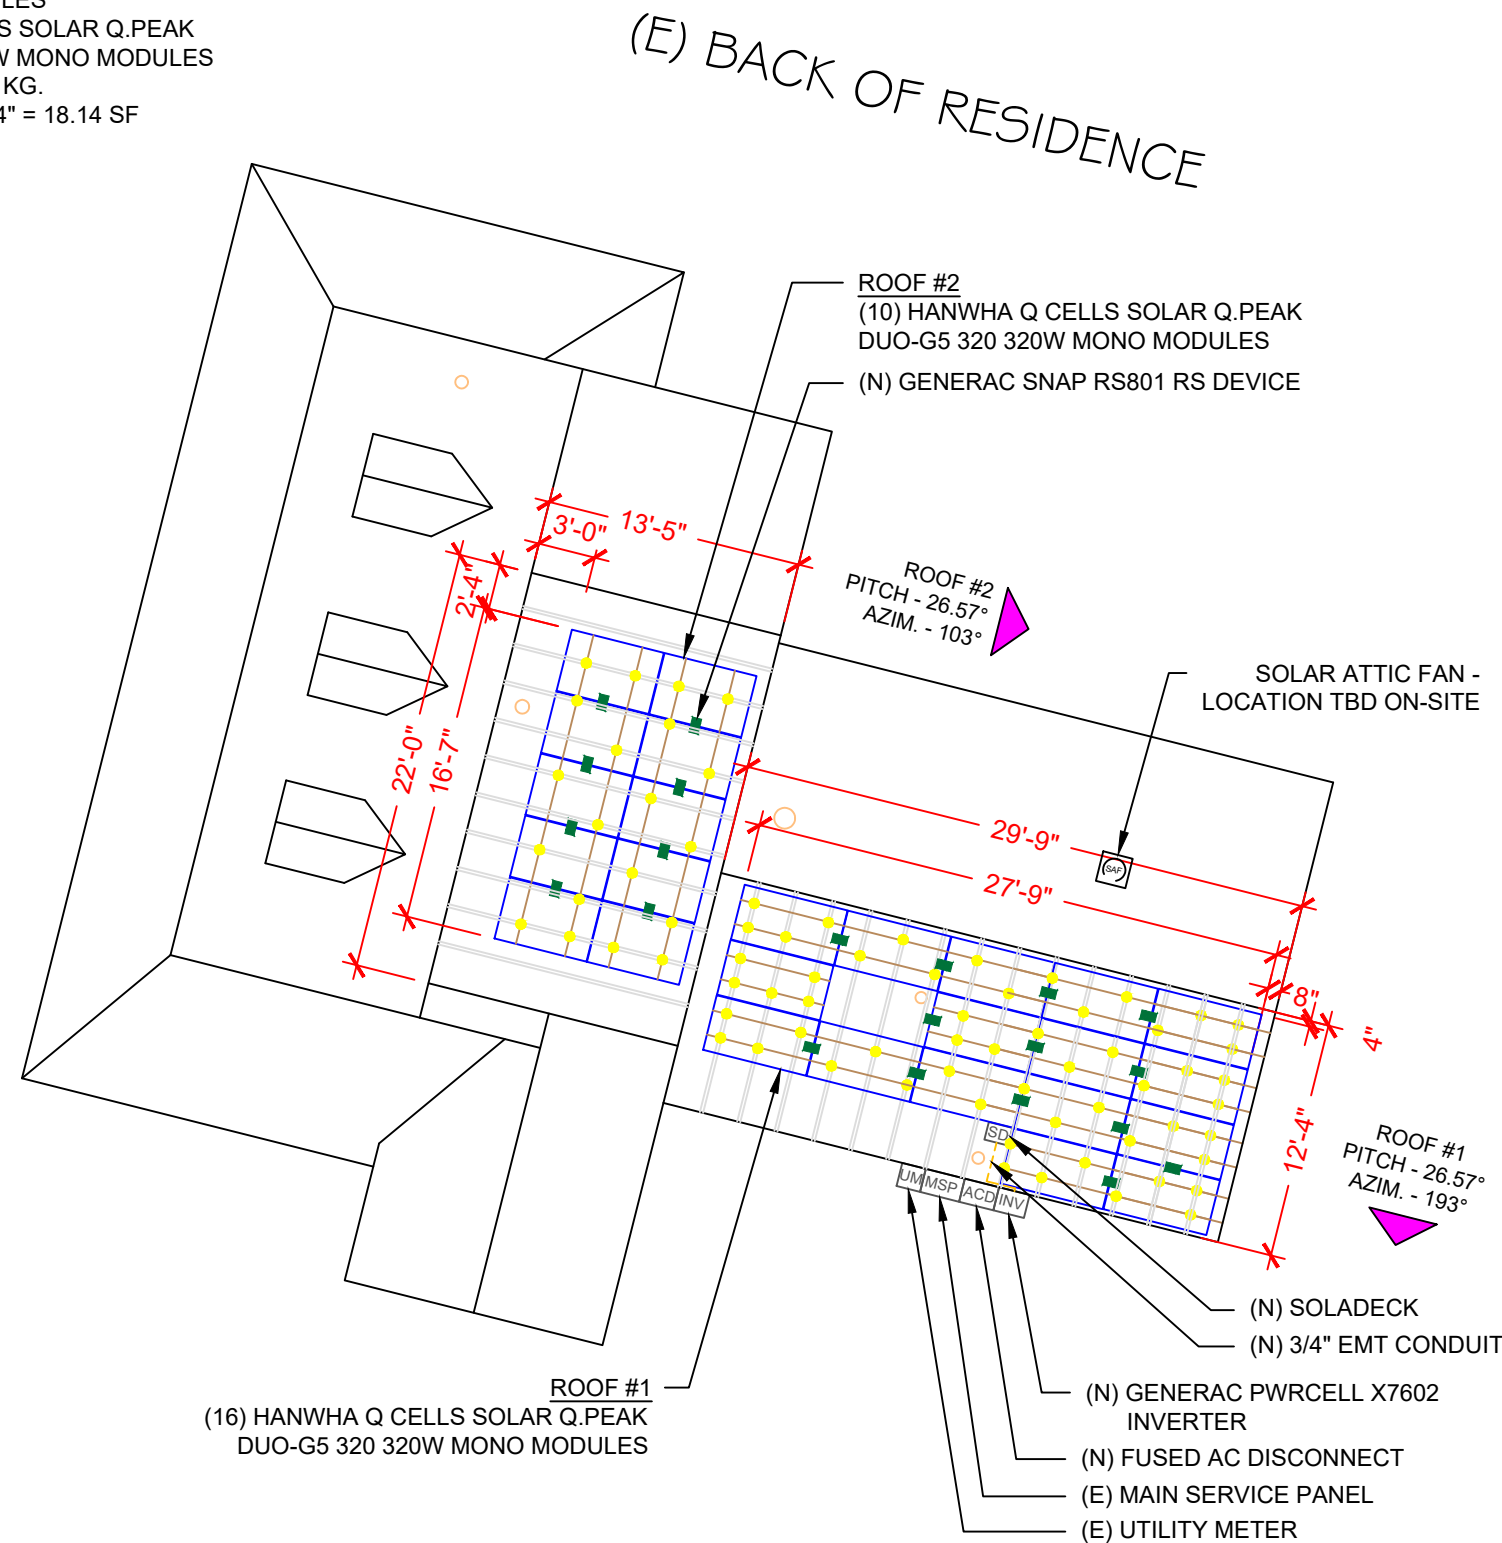 S SOLAR Q.PEAK
W MONO MODULES
KG.
4" = 18.14 SF
(E) BACK OF RESIDENCE
ROOF #2
(10) HANWHA Q CELLS SOLAR Q.PEAK
DUO-G5 320 320W MONO MODULES
(N) GENERAC SNAP RS801 RS DEVICE
13'-5"
3'-0"
2'-4"
ROOF #2
PITCH - 26.57°
AZIM. - 103°
SOLAR ATTIC FAN -
LOCATION TBD ON-SITE
22'-0"
16'-7"
29'-9"
SAF
27'-9"
8"
4"
12'-4"
ROOF #1
PITCH - 26.57°
AZIM. - 193°
SD
UM MSP ACD INV
(N) SOLADECK
(N) 3/4" EMT CONDUIT
ROOF #1
(16) HANWHA Q CELLS SOLAR Q.PEAK
DUO-G5 320 320W MONO MODULES
(N) GENERAC PWRCELL X7602
INVERTER
(N) FUSED AC DISCONNECT
(E) MAIN SERVICE PANEL
(E) UTILITY METER